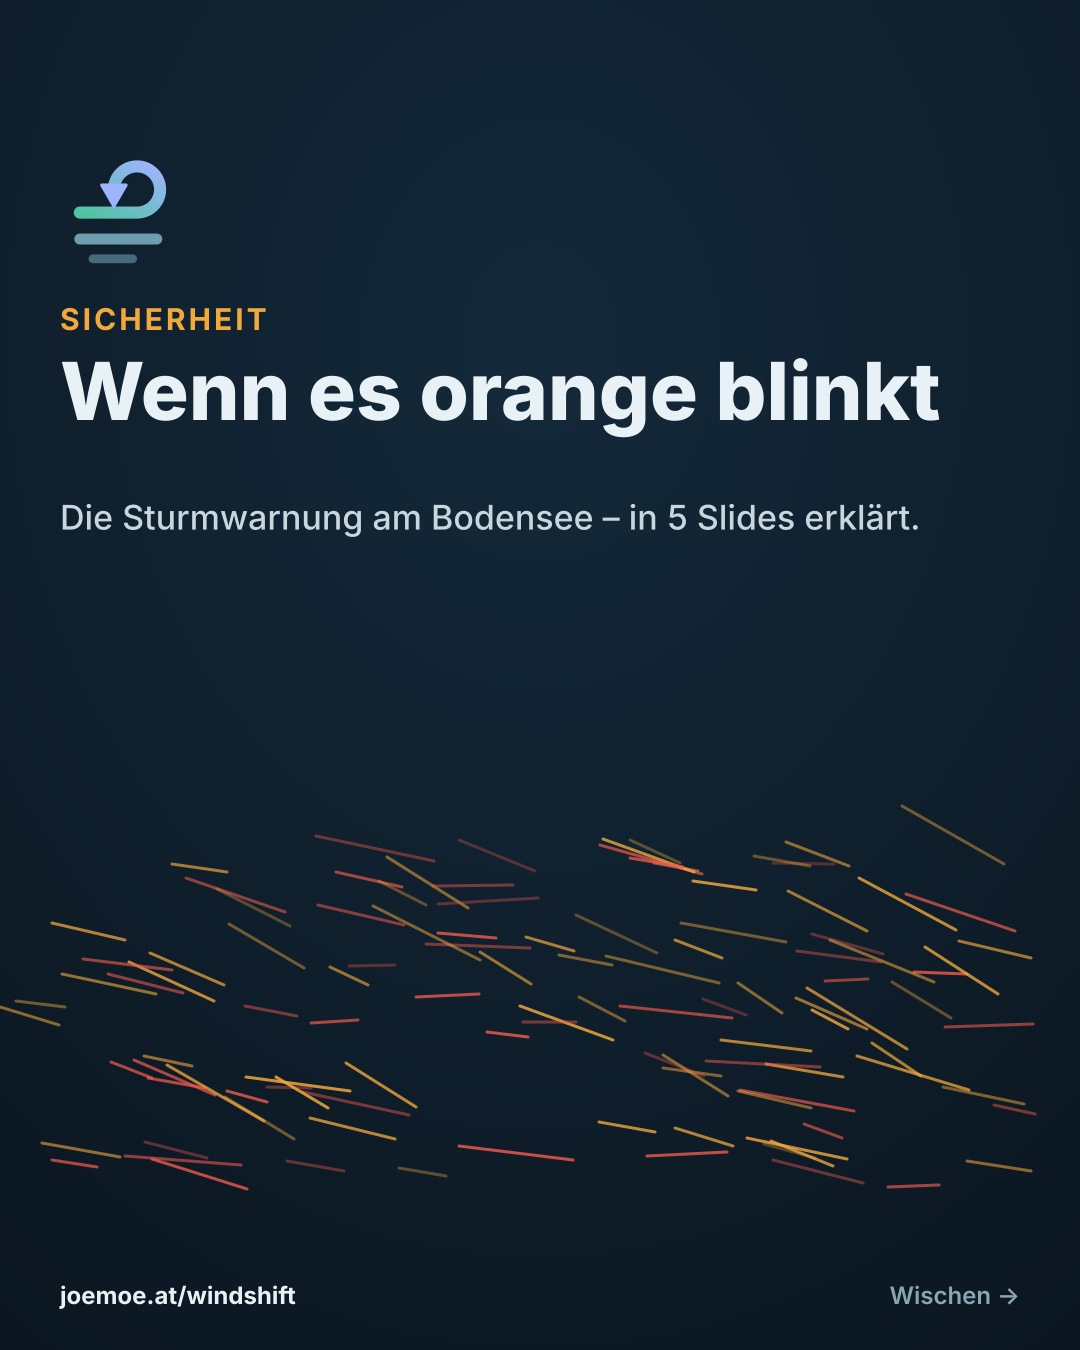 SICHERHEIT
Wenn es orange blinkt
Die Sturmwarnung am Bodensee – in 5 Slides erklärt.
joemoe.at/windshift
Wischen →